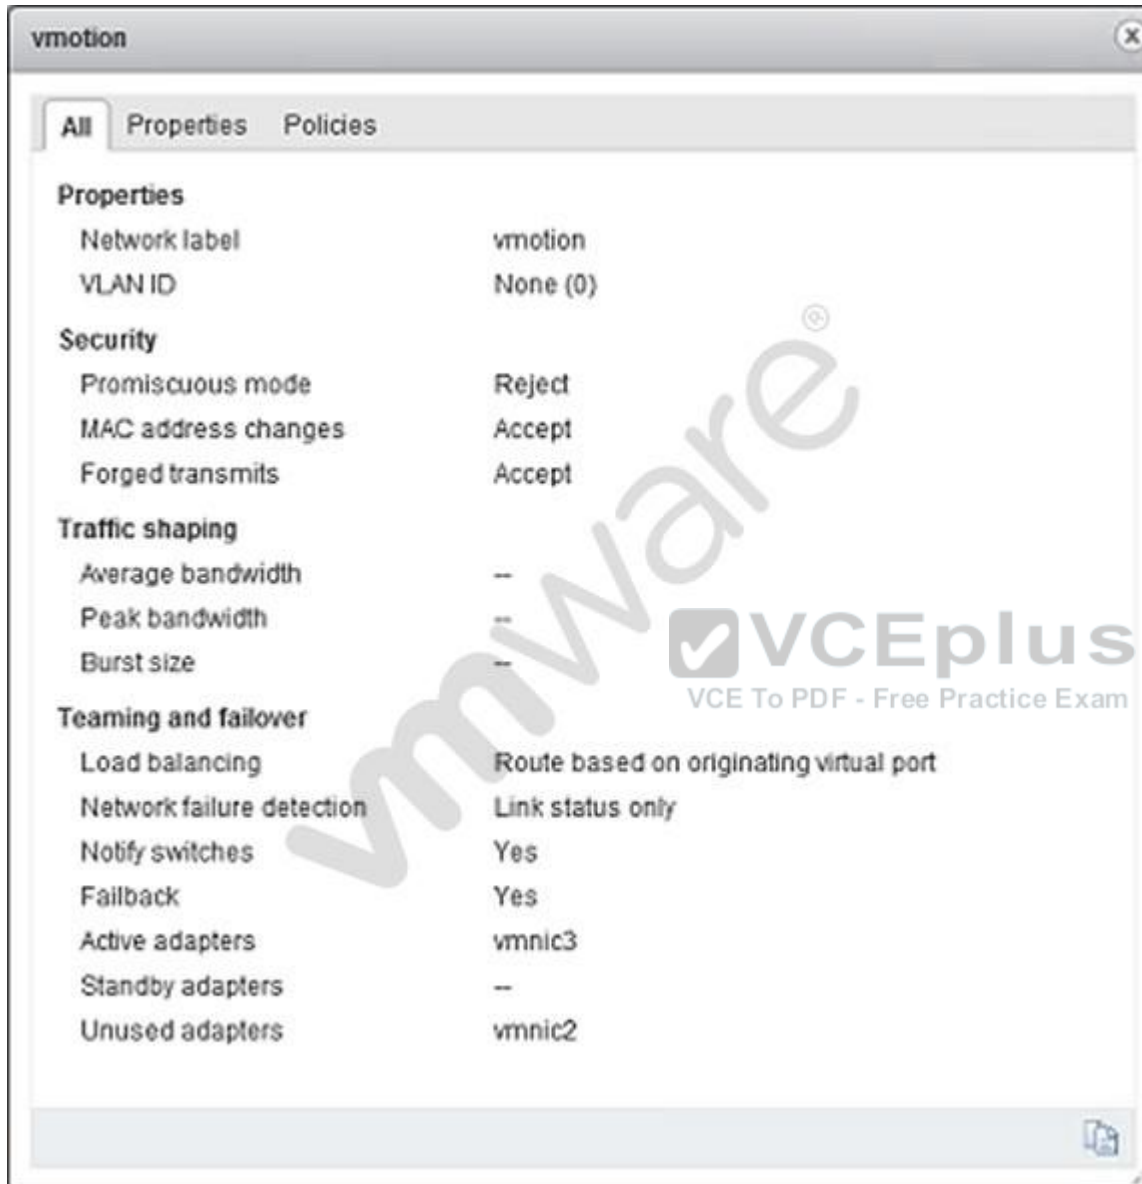 vmotion
All Properties Policies
Properties
Network label vmotion
VLAN ID None (0)
Security
Promiscuous mode Reject
MAC address changes Accept
Forged transmits Accept
Traffic shaping
Average bandwidth --
Peak bandwidth --
Burst size --
Teaming and failover
Load balancing Route based on originating virtual port
Network failure detection Link status only
Notify switches Yes
Failback Yes
Active adapters vmnic3
Standby adapters --
Unused adapters vmnic2
vmware®
VCEplus
VCE To PDF - Free Practice Exam